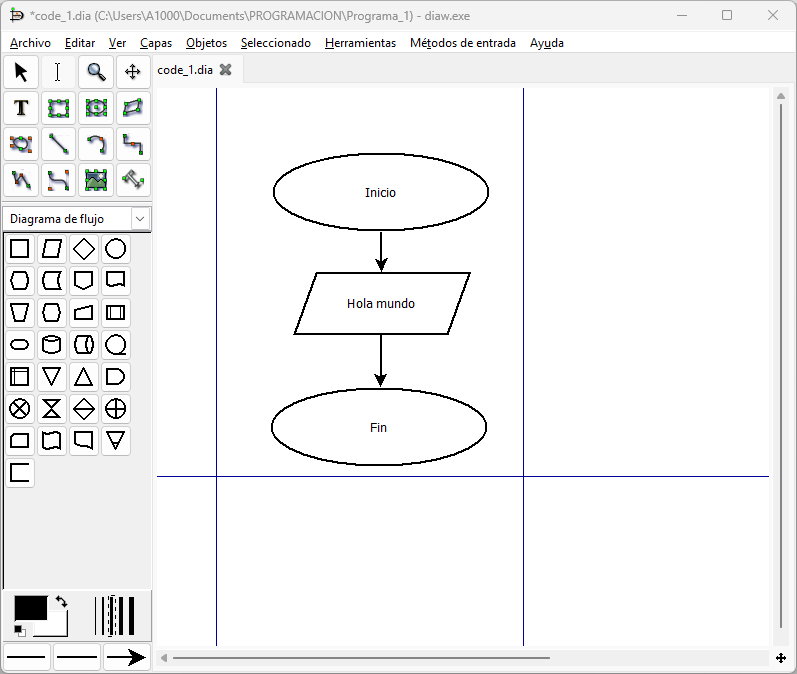 *code_1.dia (C:\Users\A1000\Documents\PROGRAMACION\Programa_1) - diaw.exe
Archivo Editar Ver Capas Objetos Seleccionado Herramientas Métodos de entrada Ayuda
code_1.dia
T
Diagrama de flujo
Inicio
Hola mundo
Fin